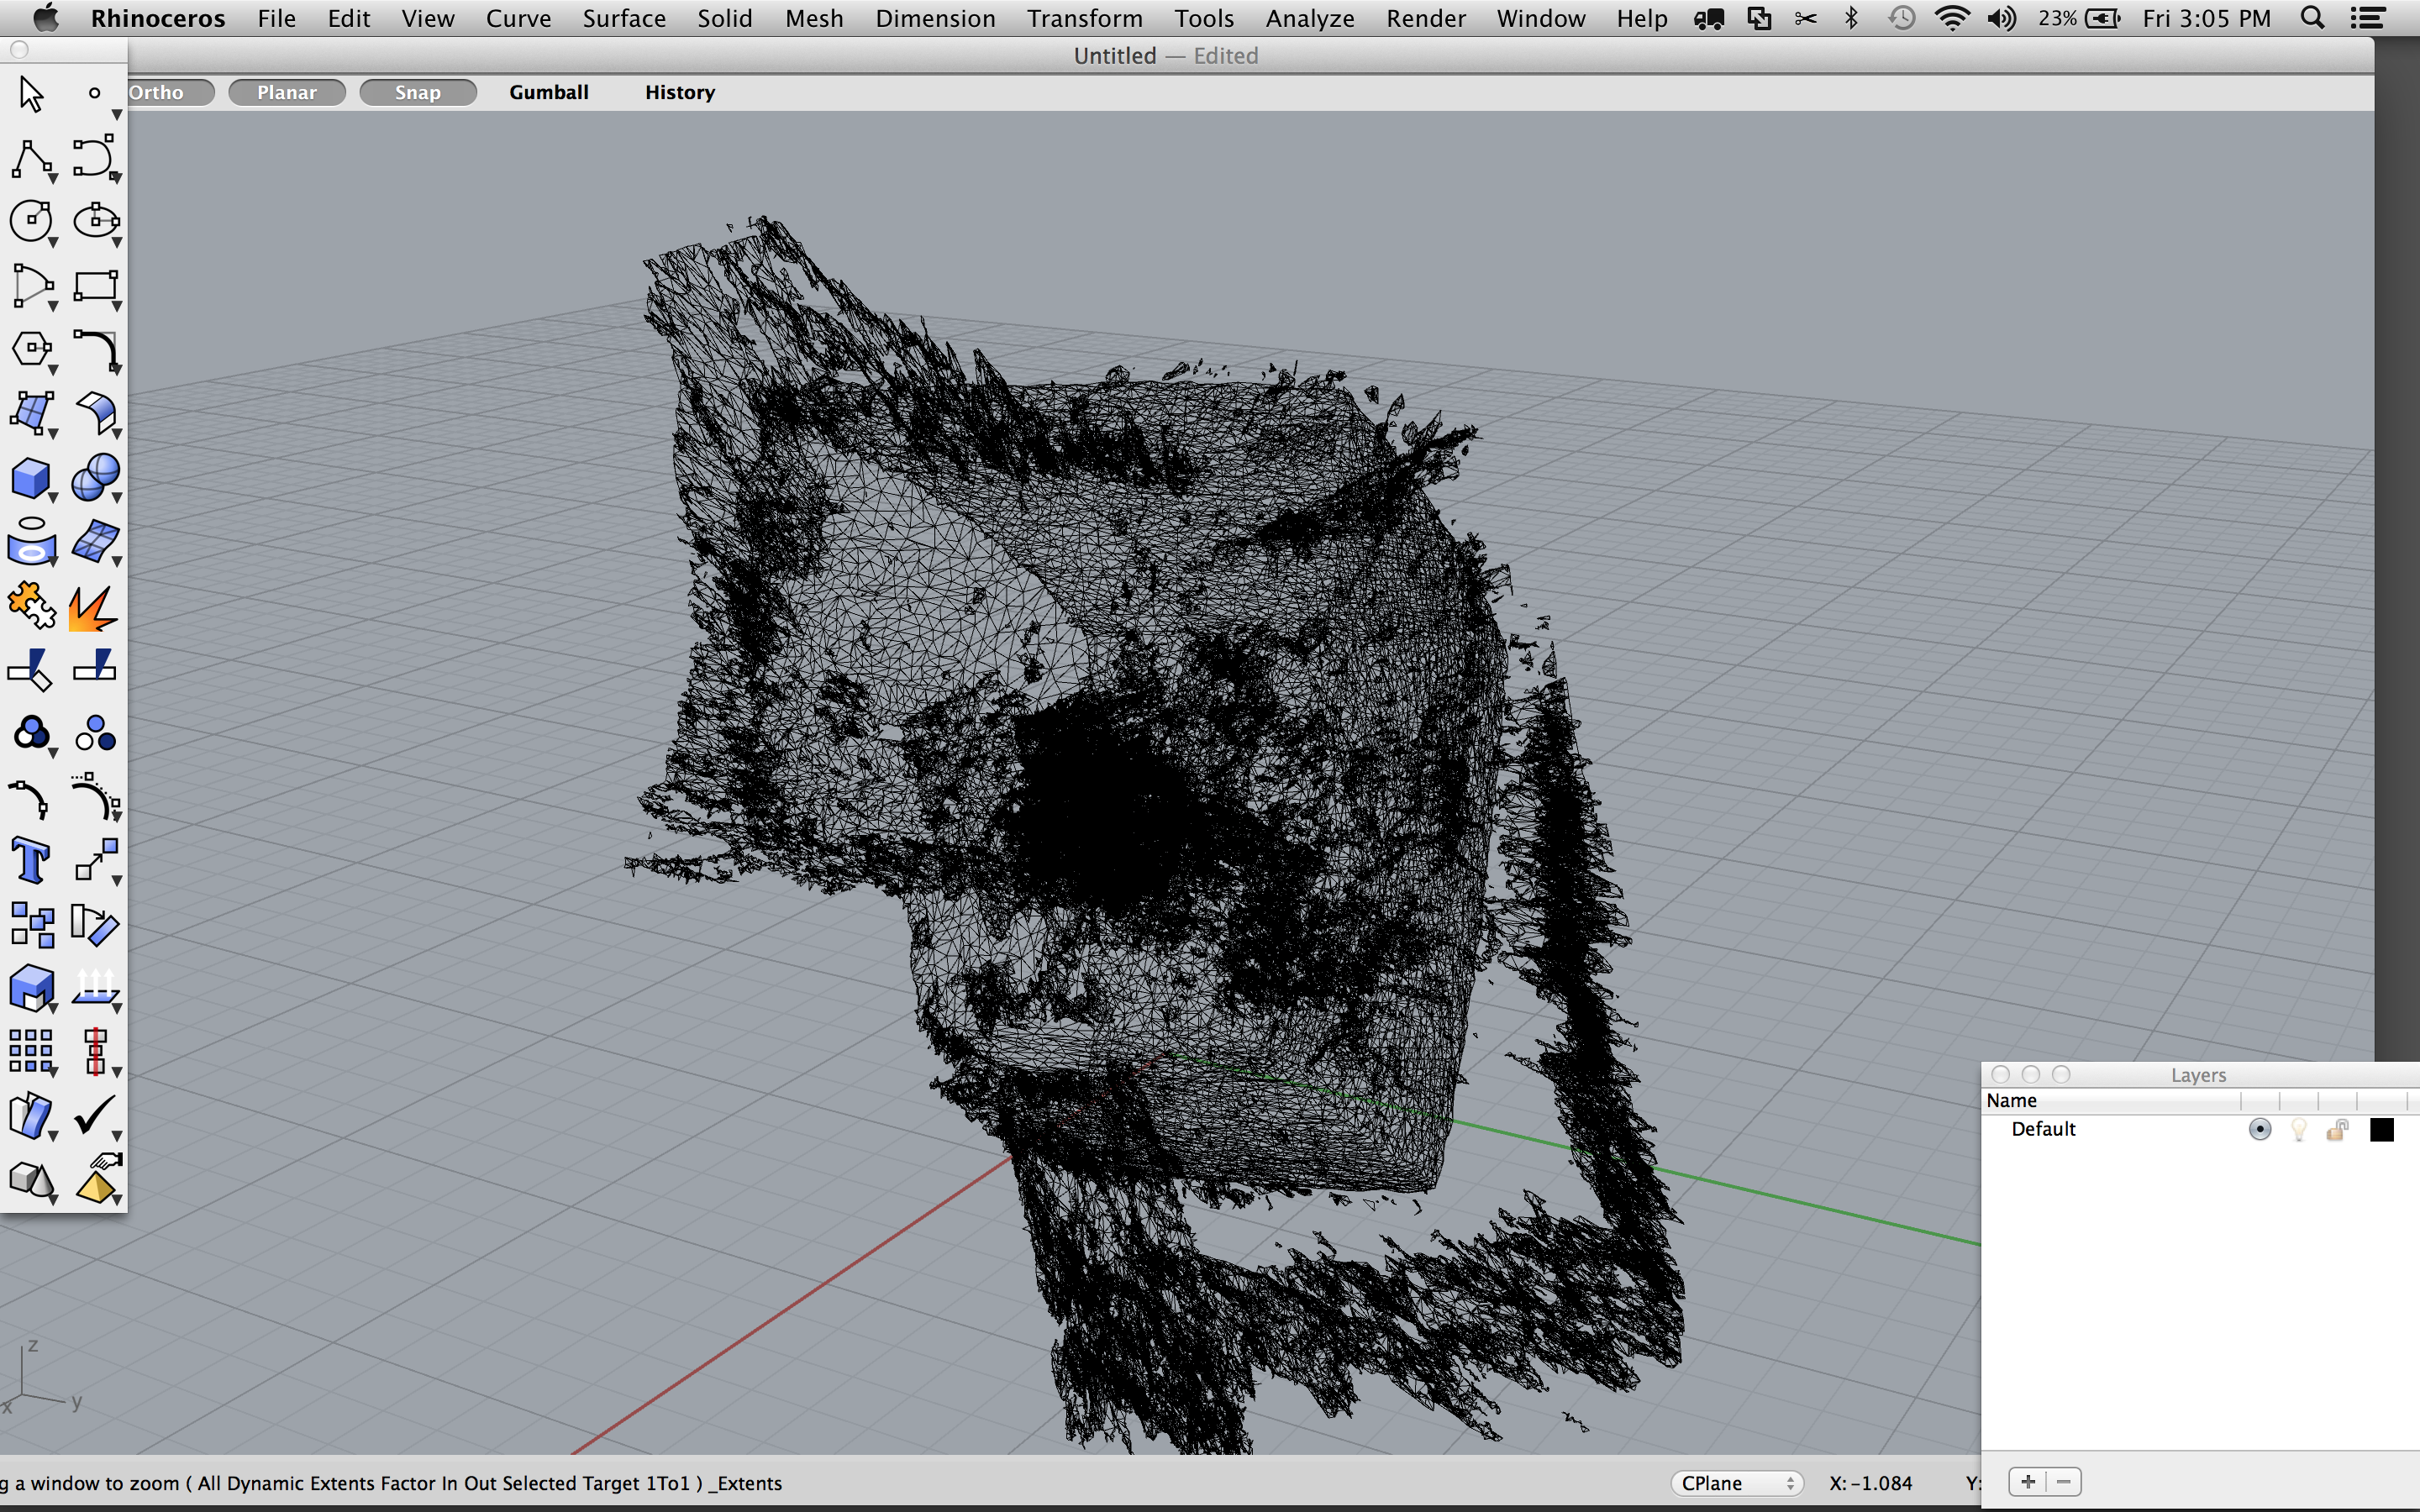 Rhinoceros File Edit View Curve Surface Solid Mesh Dimension Transform Tools Analyze Render Window Help 23% Fri 3:05 PM
Untitled — Edited
Ortho Planar Snap Gumball History
Layers
Name
Default
z
x y
g a window to zoom ( All Dynamic Extents Factor In Out Selected Target 1To1 ) _Extents CPlane X: -1.084 Y: